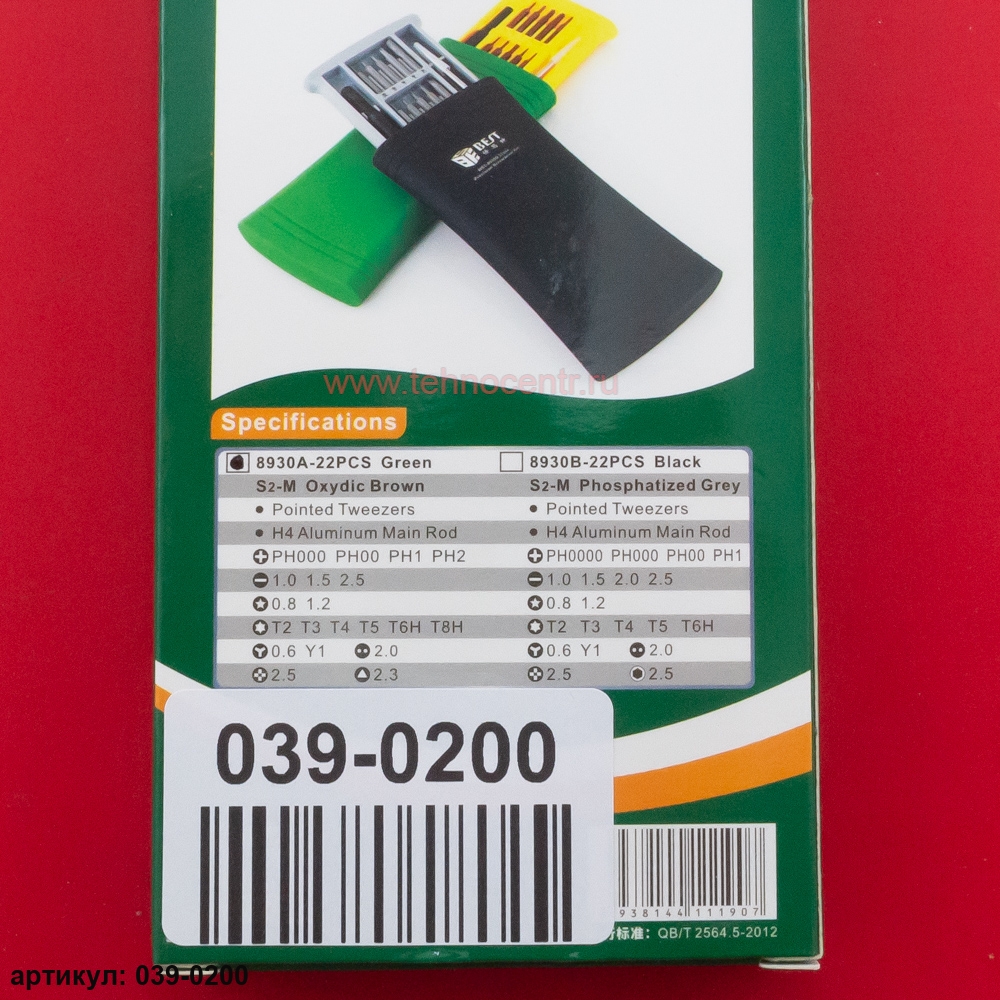 BEST
www.tehnocentr.ru
Specifications
8930A-22PCS Green
S2-M Oxydic Brown
Pointed Tweezers
H4 Aluminum Main Rod
PH000 PH00 PH1 PH2
1.0 1.5 2.5
0.8 1.2
T2 T3 T4 T5 T6H T8H
0.6 Y1 2.0
2.5 2.3
8930B-22PCS Black
S2-M Phosphatized Grey
Pointed Tweezers
H4 Aluminum Main Rod
PH0000 PH000 PH00 PH1
1.0 1.5 2.0 2.5
0.8 1.2
T2 T3 T4 T5 T6H
0.6 Y1 2.0
2.5 2.5
039-0200
938144 111907
标准: QB/T 2564.5-2012
артикул: 039-0200